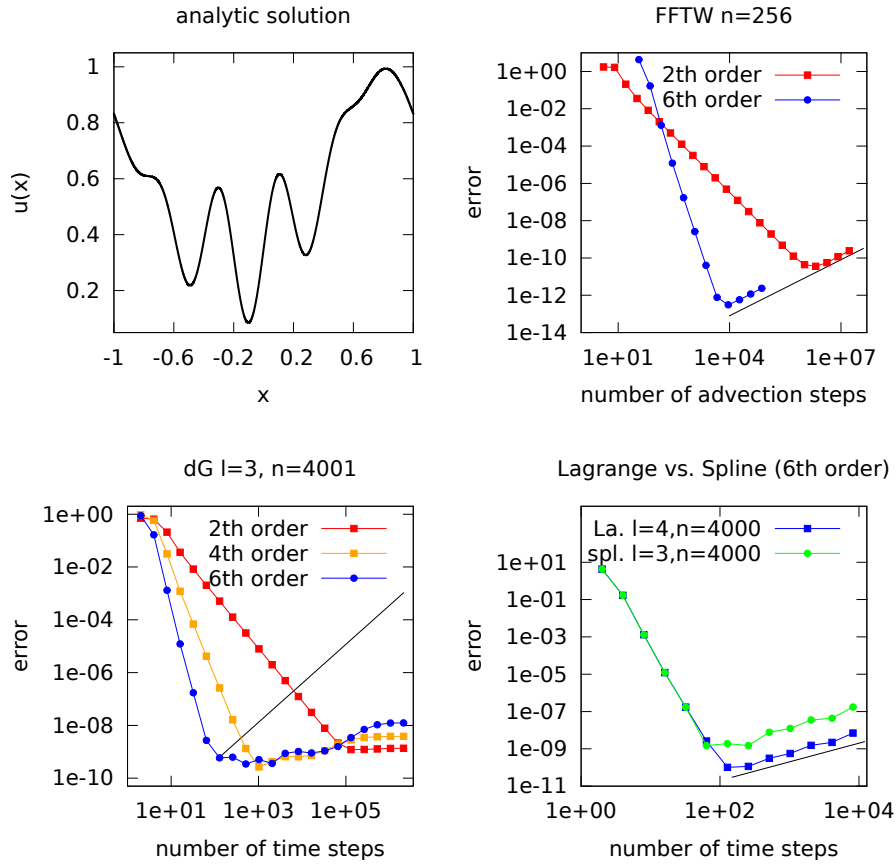 analytic solution
u(x)
1
0.8
0.6
0.4
0.2
-1
-0.6
-0.2
0.2
0.6
1
x
FFTW n=256
error
1e+00
1e-02
1e-04
1e-06
1e-08
1e-10
1e-12
1e-14
2th order
6th order
1e+01
1e+04
1e+07
number of advection steps
dG l=3, n=4001
error
1e+00
1e-02
1e-04
1e-06
1e-08
1e-10
2th order
4th order
6th order
1e+01
1e+03
1e+05
number of time steps
Lagrange vs. Spline (6th order)
error
1e+01
1e-01
1e-03
1e-05
1e-07
1e-09
1e-11
La. l=4,n=4000
spl. l=3,n=4000
1e+00
1e+02
1e+04
number of time steps